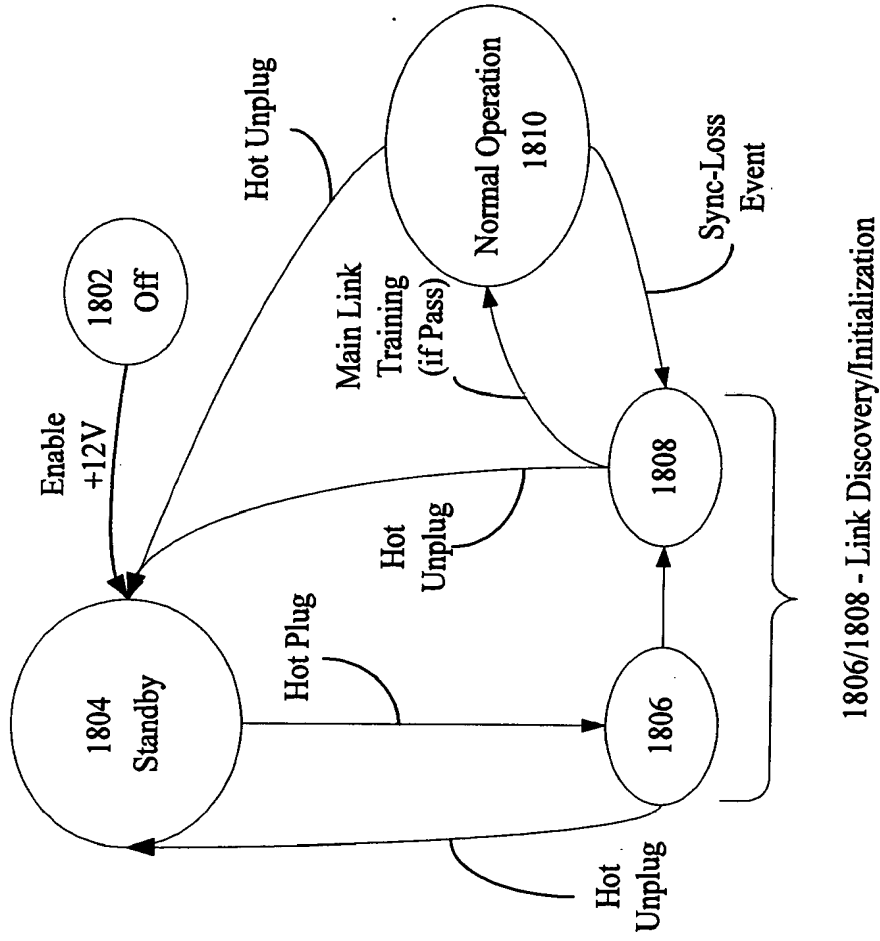 1802
Off
Enable
+12V
1804
Standby
Hot Unplug
Normal Operation
1810
Main Link
Training
(if Pass)
Sync-Loss
Event
Hot
Unplug
Hot Plug
1808
1806
Hot
Unplug
1806/1808 - Link Discovery/Initialization